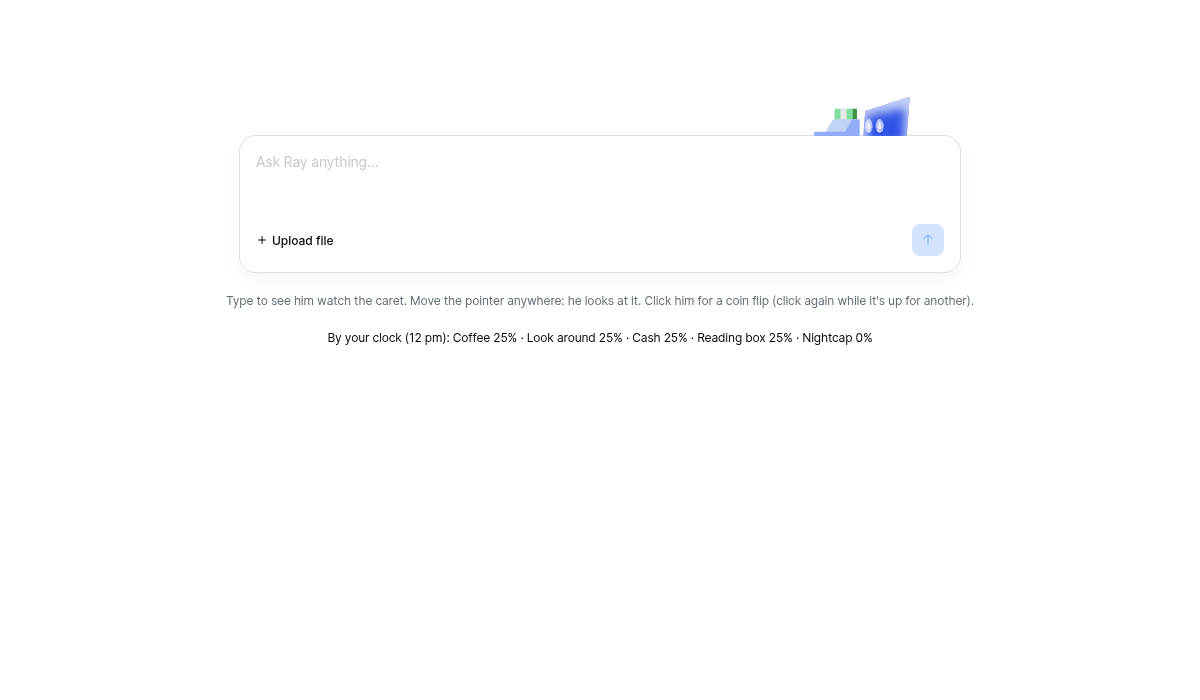 Ask Ray anything...
+ Upload file
Type to see him watch the caret. Move the pointer anywhere: he looks at it. Click him for a coin flip (click again while it's up for another).
By your clock (12 pm): Coffee 25% · Look around 25% · Cash 25% · Reading box 25% · Nightcap 0%